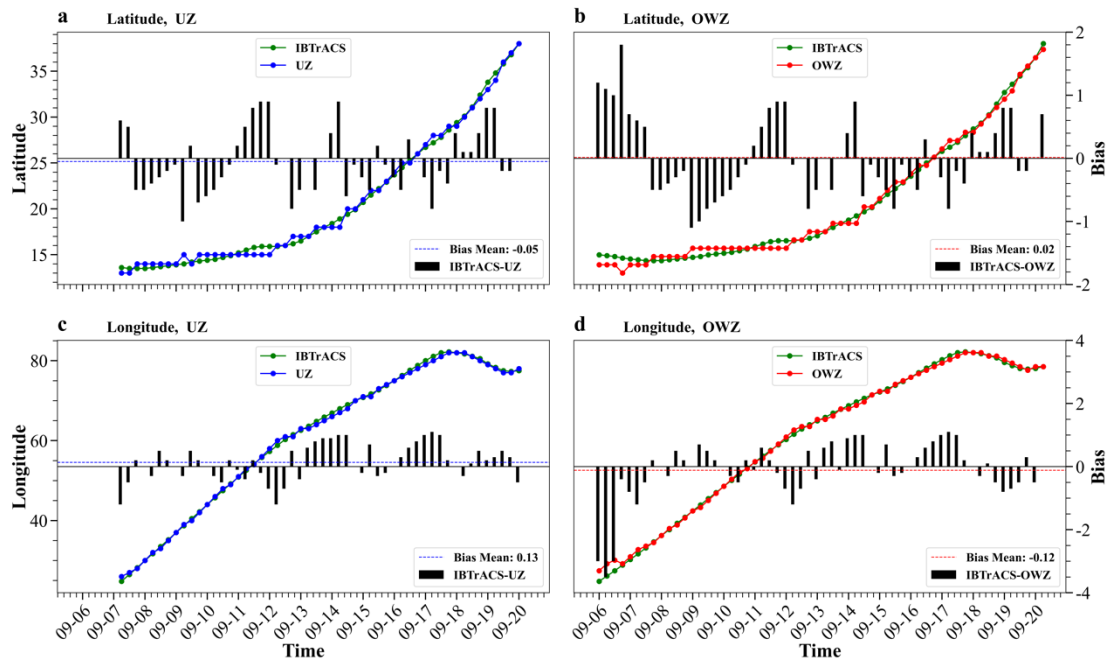 a Latitude, UZ
b Latitude, OWZ
IBTrACS
UZ
IBTrACS
OWZ
Latitude
35
30
25
20
15
2
1
0
-1
-2
Bias
Bias Mean: -0.05
IBTrACS-UZ
Bias Mean: 0.02
IBTrACS-OWZ
c Longitude, UZ
d Longitude, OWZ
IBTrACS
UZ
IBTrACS
OWZ
Longitude
80
60
40
4
2
0
-2
-4
Bias
Bias Mean: 0.13
IBTrACS-UZ
Bias Mean: -0.12
IBTrACS-OWZ
09-06 09-07 09-08 09-09 09-10 09-11 09-12 09-13 09-14 09-15 09-16 09-17 09-18 09-19 09-20
09-06 09-07 09-08 09-09 09-10 09-11 09-12 09-13 09-14 09-15 09-16 09-17 09-18 09-19 09-20
Time
Time